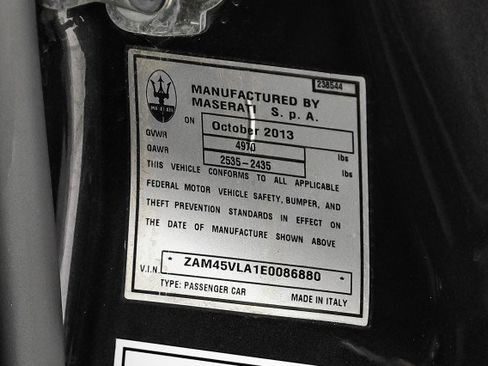 238544
MASERATI
MANUFACTURED BY
MASERATI S. p. A.
ON October 2013
GVWR 4970 lbs
GAWR 2535-2435 lbs
THIS VEHICLE CONFORMS TO ALL APPLICABLE
FEDERAL MOTOR VEHICLE SAFETY, BUMPER, AND
THEFT PREVENTION STANDARDS IN EFFECT ON
THE DATE OF MANUFACTURE SHOWN ABOVE
V.I.N. * ZAM45VLA1E0086880 *
TYPE: PASSENGER CAR MADE IN ITALY